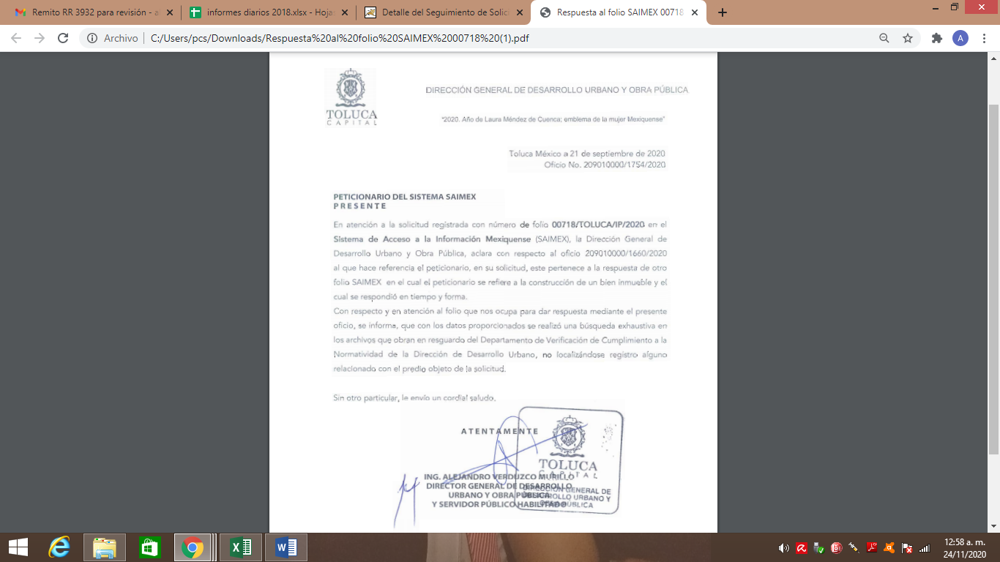 Remito RR 3932 para revisión - a
informes diarios 2018.xlsx - Hoja
Detalle del Seguimiento de Solici
Respuesta al folio SAIMEX 00718
Archivo
C:/Users/pcs/Downloads/Respuesta%20al%20folio%20SAIMEX%2000718%20(1).pdf
A
TOLUCA
CAPITAL
DIRECCIÓN GENERAL DE DESARROLLO URBANO Y OBRA PÚBLICA
"2020. Año de Laura Méndez de Cuenca; emblema de la mujer Mexiquense"
Toluca México a 21 de septiembre de 2020
Oficio No. 209010000/1754/2020
PETICIONARIO DEL SISTEMA SAIMEX
P R E S E N T E
En atención a la solicitud registrada con número de folio 00718/TOLUCA/IP/2020 en el
Sistema de Acceso a la Información Mexiquense (SAIMEX), la Dirección General de
Desarrollo Urbano y Obra Pública, aclara con respecto al oficio 209010000/1660/2020
al que hace referencia el peticionario, en su solicitud, este pertenece a la respuesta de otro
folio SAIMEX en el cual el peticionario se refiere a la construcción de un bien inmueble y el
cual se respondió en tiempo y forma.
Con respecto y en atención al folio que nos ocupa para dar respuesta mediante el presente
oficio, se informa, que con los datos proporcionados se realizó una búsqueda exhaustiva en
los archivos que obran en resguardo del Departamento de Verificación de Cumplimiento a la
Normatividad de la Dirección de Desarrollo Urbano, no localizándose registro alguno
relacionado con el predio objeto de la solicitud.
Sin otro particular, le envío un cordial saludo.
A T E N T A M E N T E
TOLUCA
CAPITAL
ING. ALEJANDRO VERDUZCO MURILLO
DIRECTOR GENERAL DE DESARROLLO
URBANO Y OBRA PÚBLICA
Y SERVIDOR PÚBLICO HABILITADO
DIRECCIÓN GENERAL DE
DESARROLLO URBANO Y
OBRA PÚBLICA
12:58 a. m.
24/11/2020